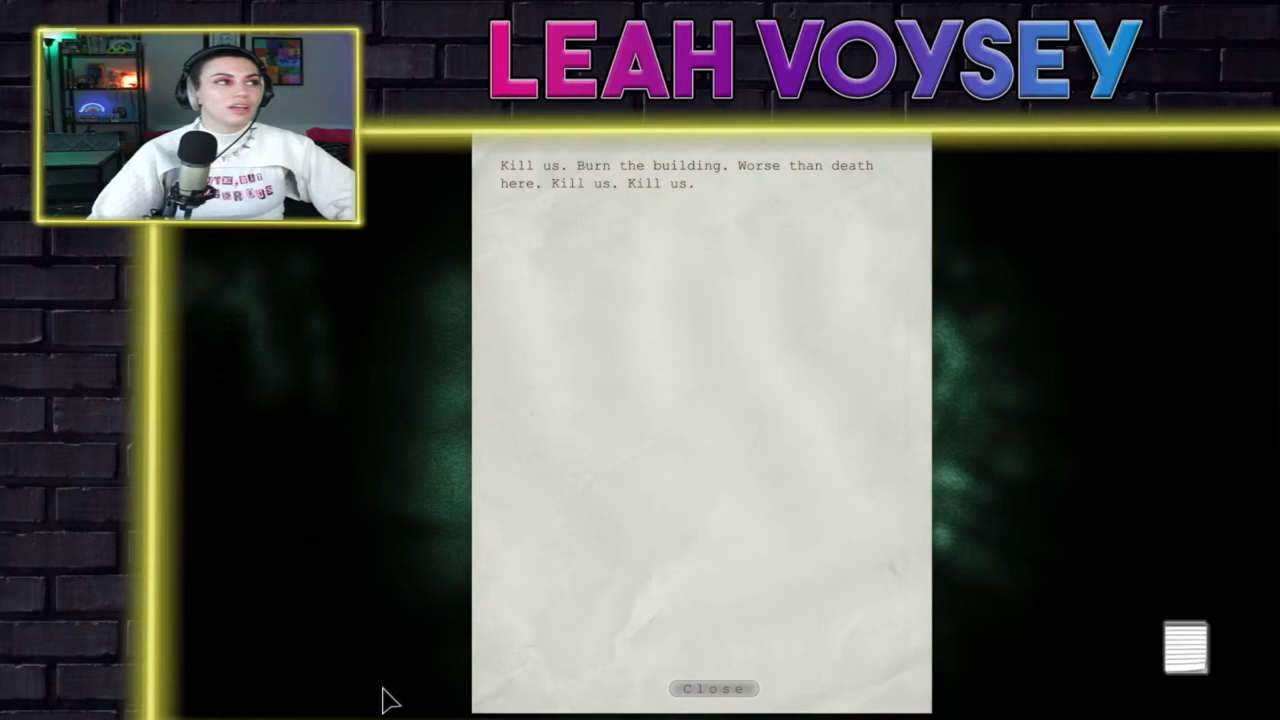 LEAH VOYSEY
Kill us. Burn the building. Worse than death
here. Kill us. Kill us.
Close